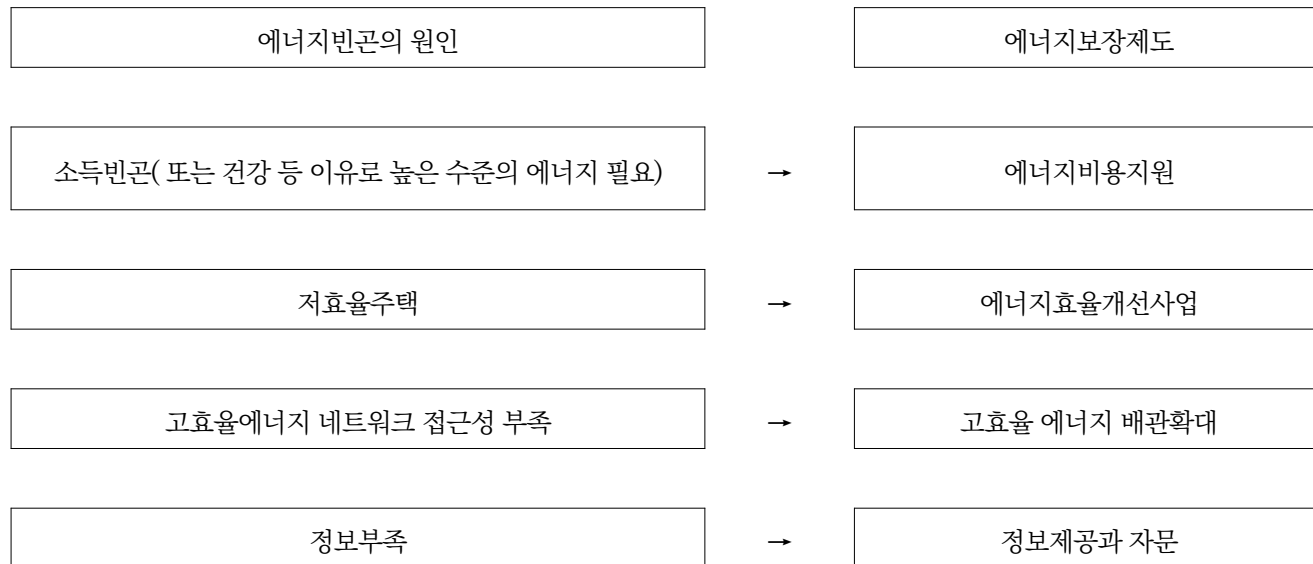 에너지빈곤의 원인
에너지보장제도
소득빈곤( 또는 건강 등 이유로 높은 수준의 에너지 필요)
→
에너지비용지원
저효율주택
→
에너지효율개선사업
고효율에너지 네트워크 접근성 부족
→
고효율 에너지 배관확대
정보부족
→
정보제공과 자문